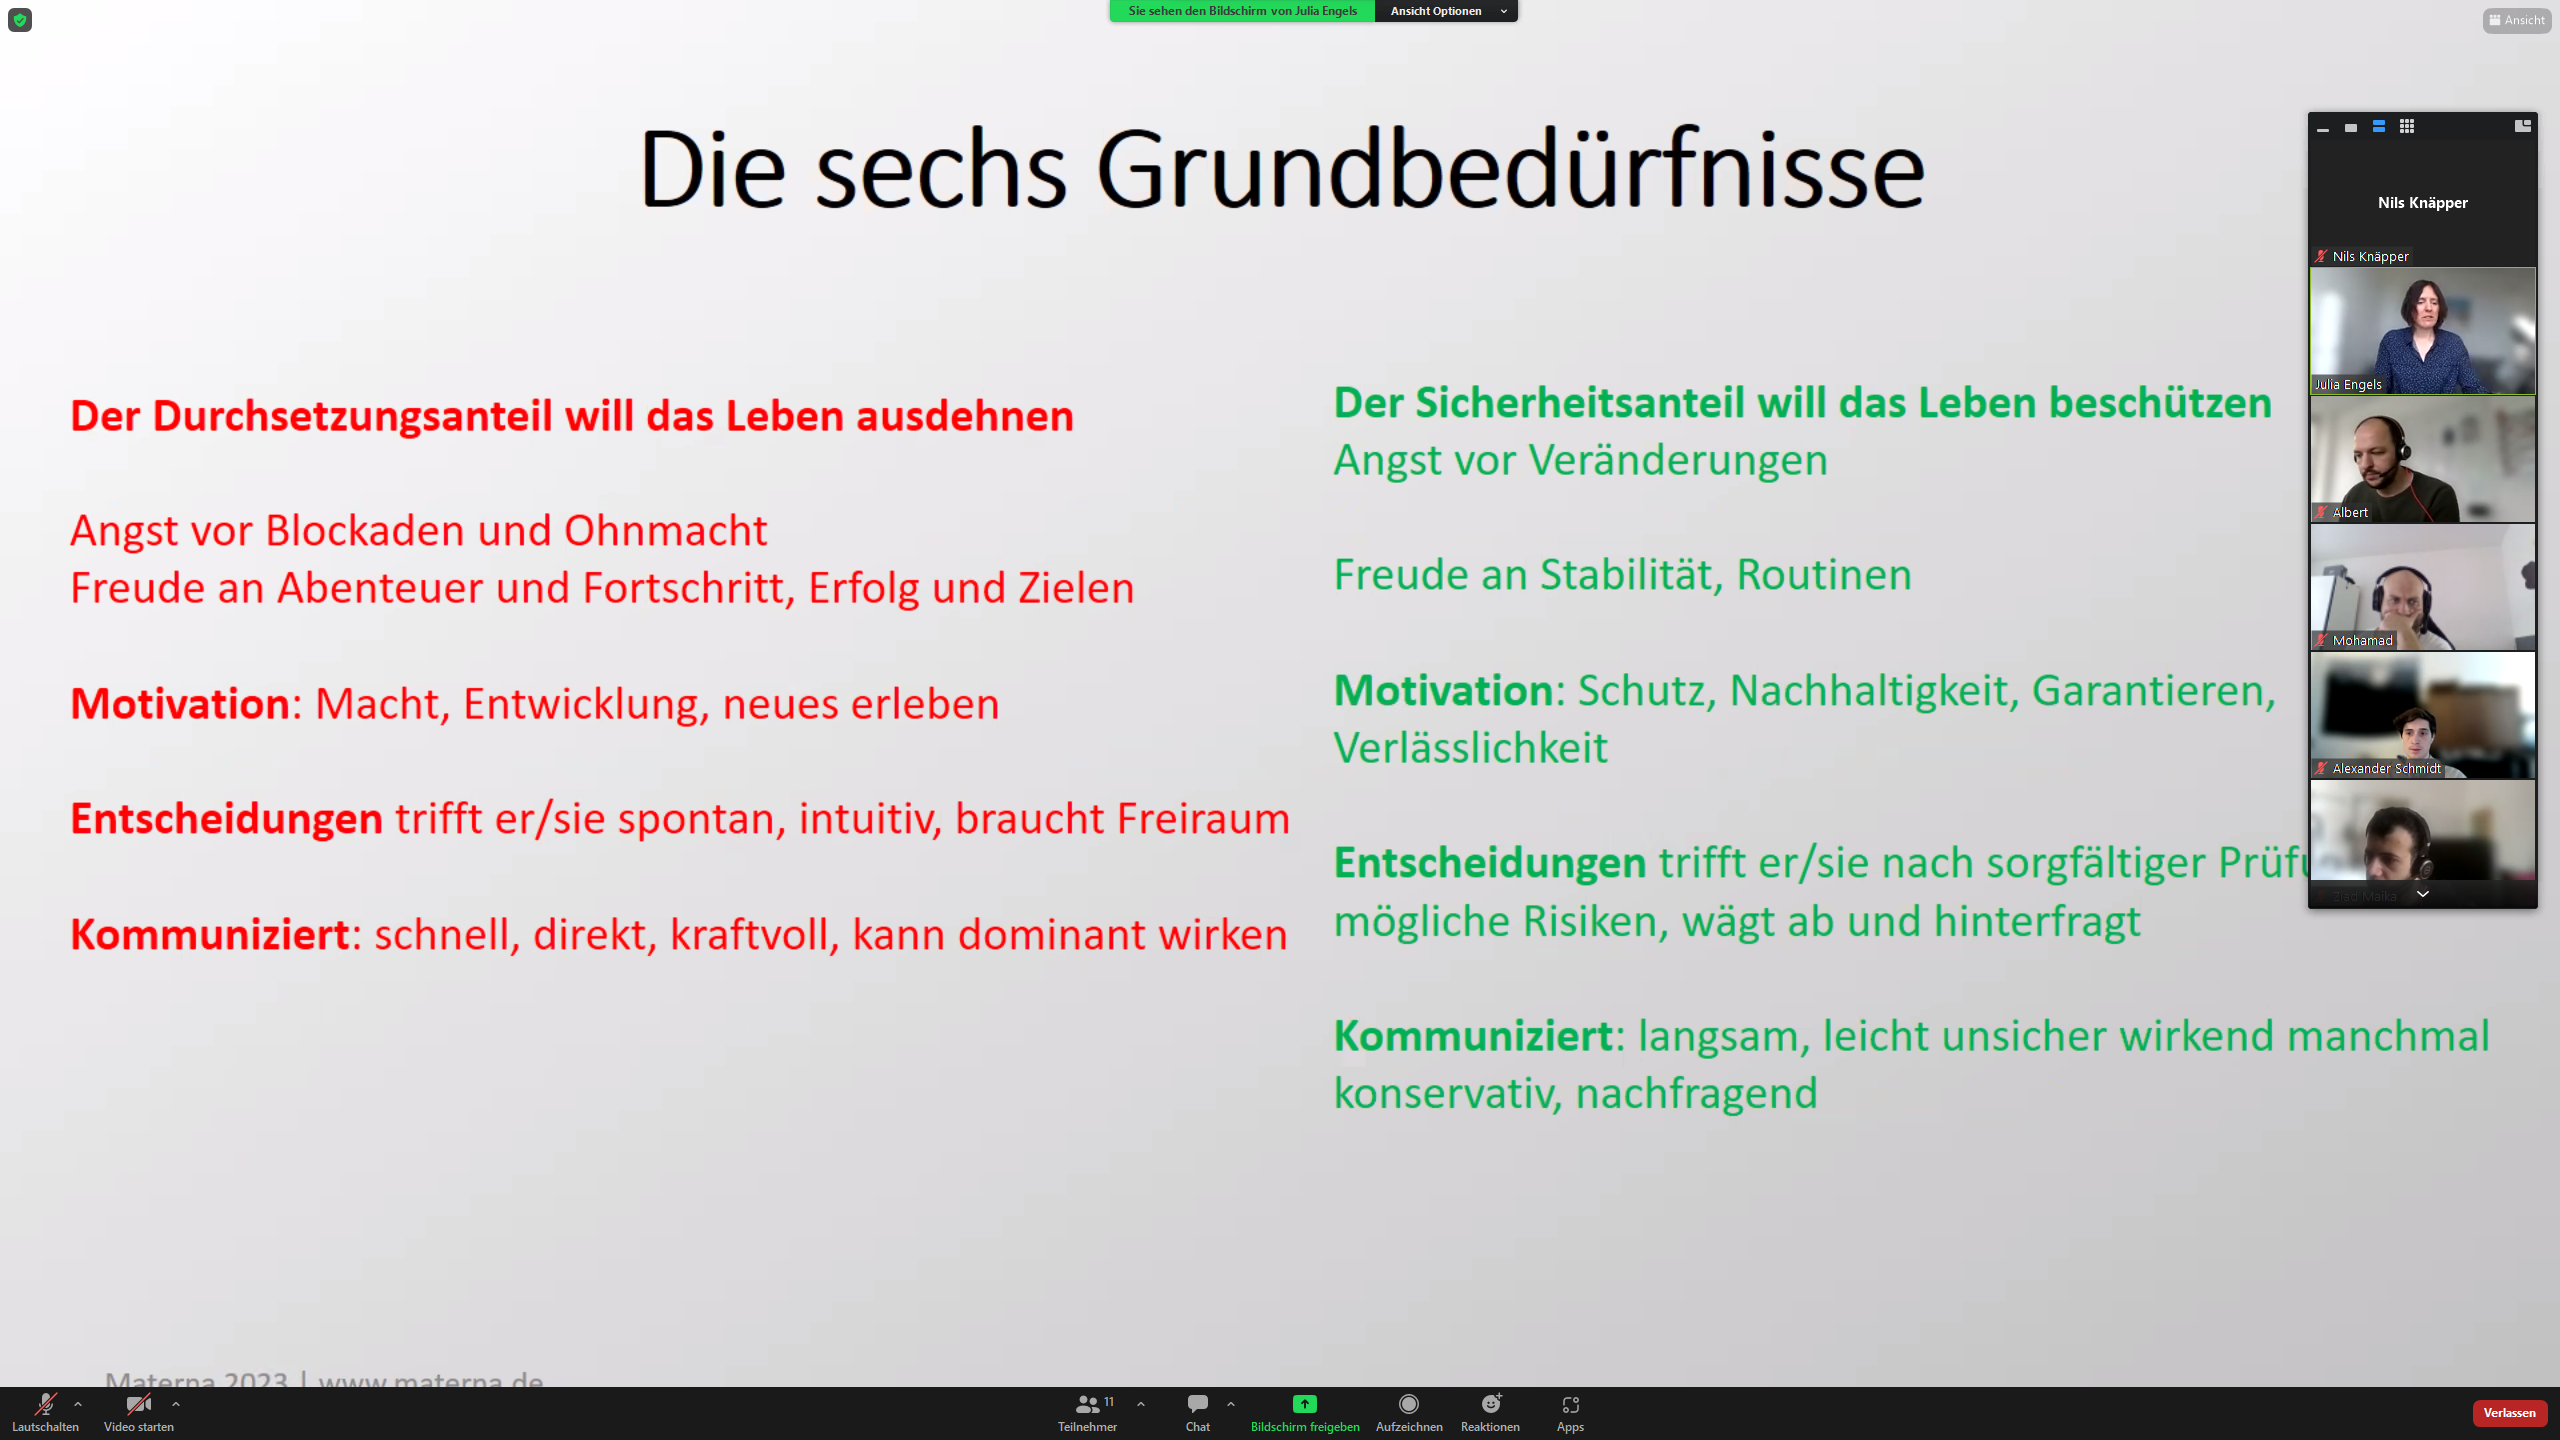 Sie sehen den Bildschirm von Julia Engels
Ansicht Optionen
Ansicht
Die sechs Grundbedürfnisse
Der Durchsetzungsanteil will das Leben ausdehnen
Angst vor Blockaden und Ohnmacht
Freude an Abenteuer und Fortschritt, Erfolg und Zielen
Motivation: Macht, Entwicklung, neues erleben
Entscheidungen trifft er/sie spontan, intuitiv, braucht Freiraum
Kommuniziert: schnell, direkt, kraftvoll, kann dominant wirken
Der Sicherheitsanteil will das Leben beschützen
Angst vor Veränderungen
Freude an Stabilität, Routinen
Motivation: Schutz, Nachhaltigkeit, Garantieren,
Verlässlichkeit
Entscheidungen trifft er/sie nach sorgfältiger
mögliche Risiken, wägt ab und hinterfragt
Kommuniziert: langsam, leicht unsicher wirkend manchmal
konservativ, nachfragend
Nils Knäpper
Nils Knäpper
Julia Engels
Albert
Mohamad
Alexander Schmidt
Materna 2023 | www.materna.de
Lautschalten
Video starten
11
Teilnehmer
Chat
Bildschirm freigeben
Aufzeichnen
Reaktionen
Apps
Verlassen